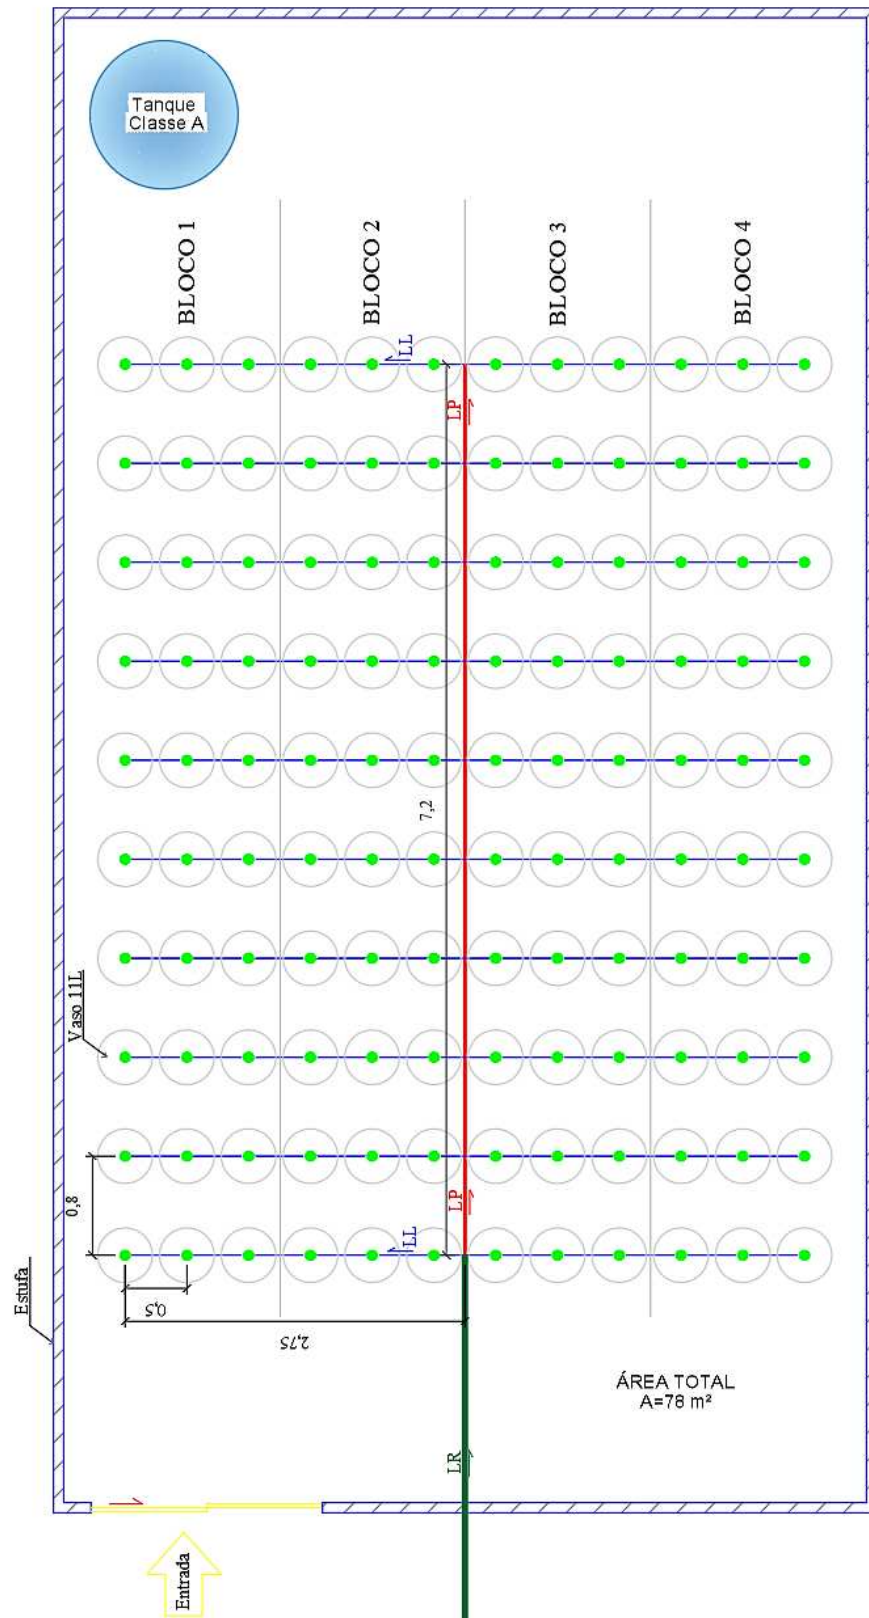 Tanque
Classe A
BLOCO 1
BLOCO 2
BLOCO 3
BLOCO 4
LL
LP
7,2
Vaso 11L
0,8
LP
LL
Estufa
0,5
2,75
ÁREA TOTAL
A=78 m²
LR
Entrada